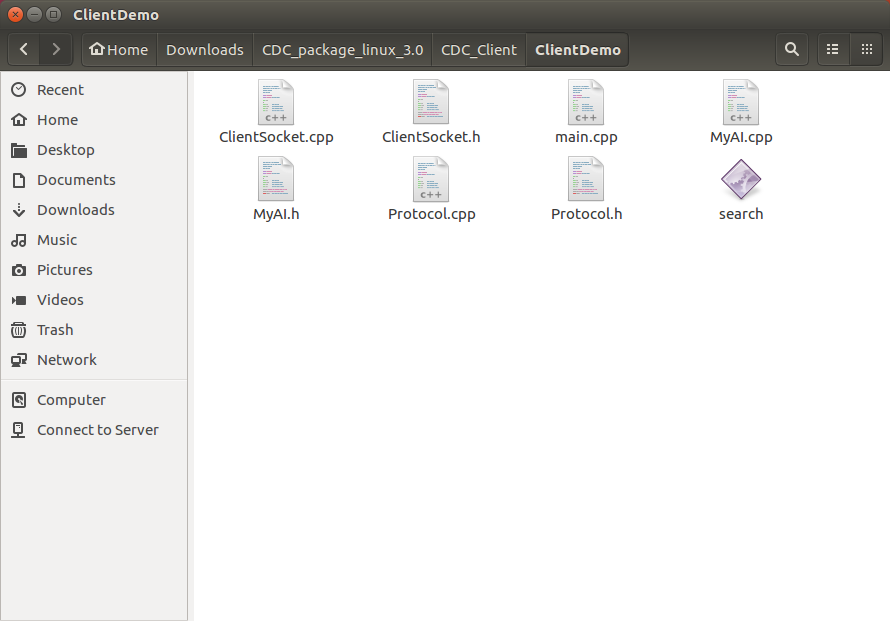 ClientDemo
Home Downloads CDC_package_linux_3.0 CDC_Client ClientDemo
Recent
Home
Desktop
Documents
Downloads
Music
Pictures
Videos
Trash
Network
Computer
Connect to Server
c++ c++ c++
ClientSocket.cpp ClientSocket.h main.cpp MyAI.cpp
c++
MyAI.h Protocol.cpp Protocol.h search